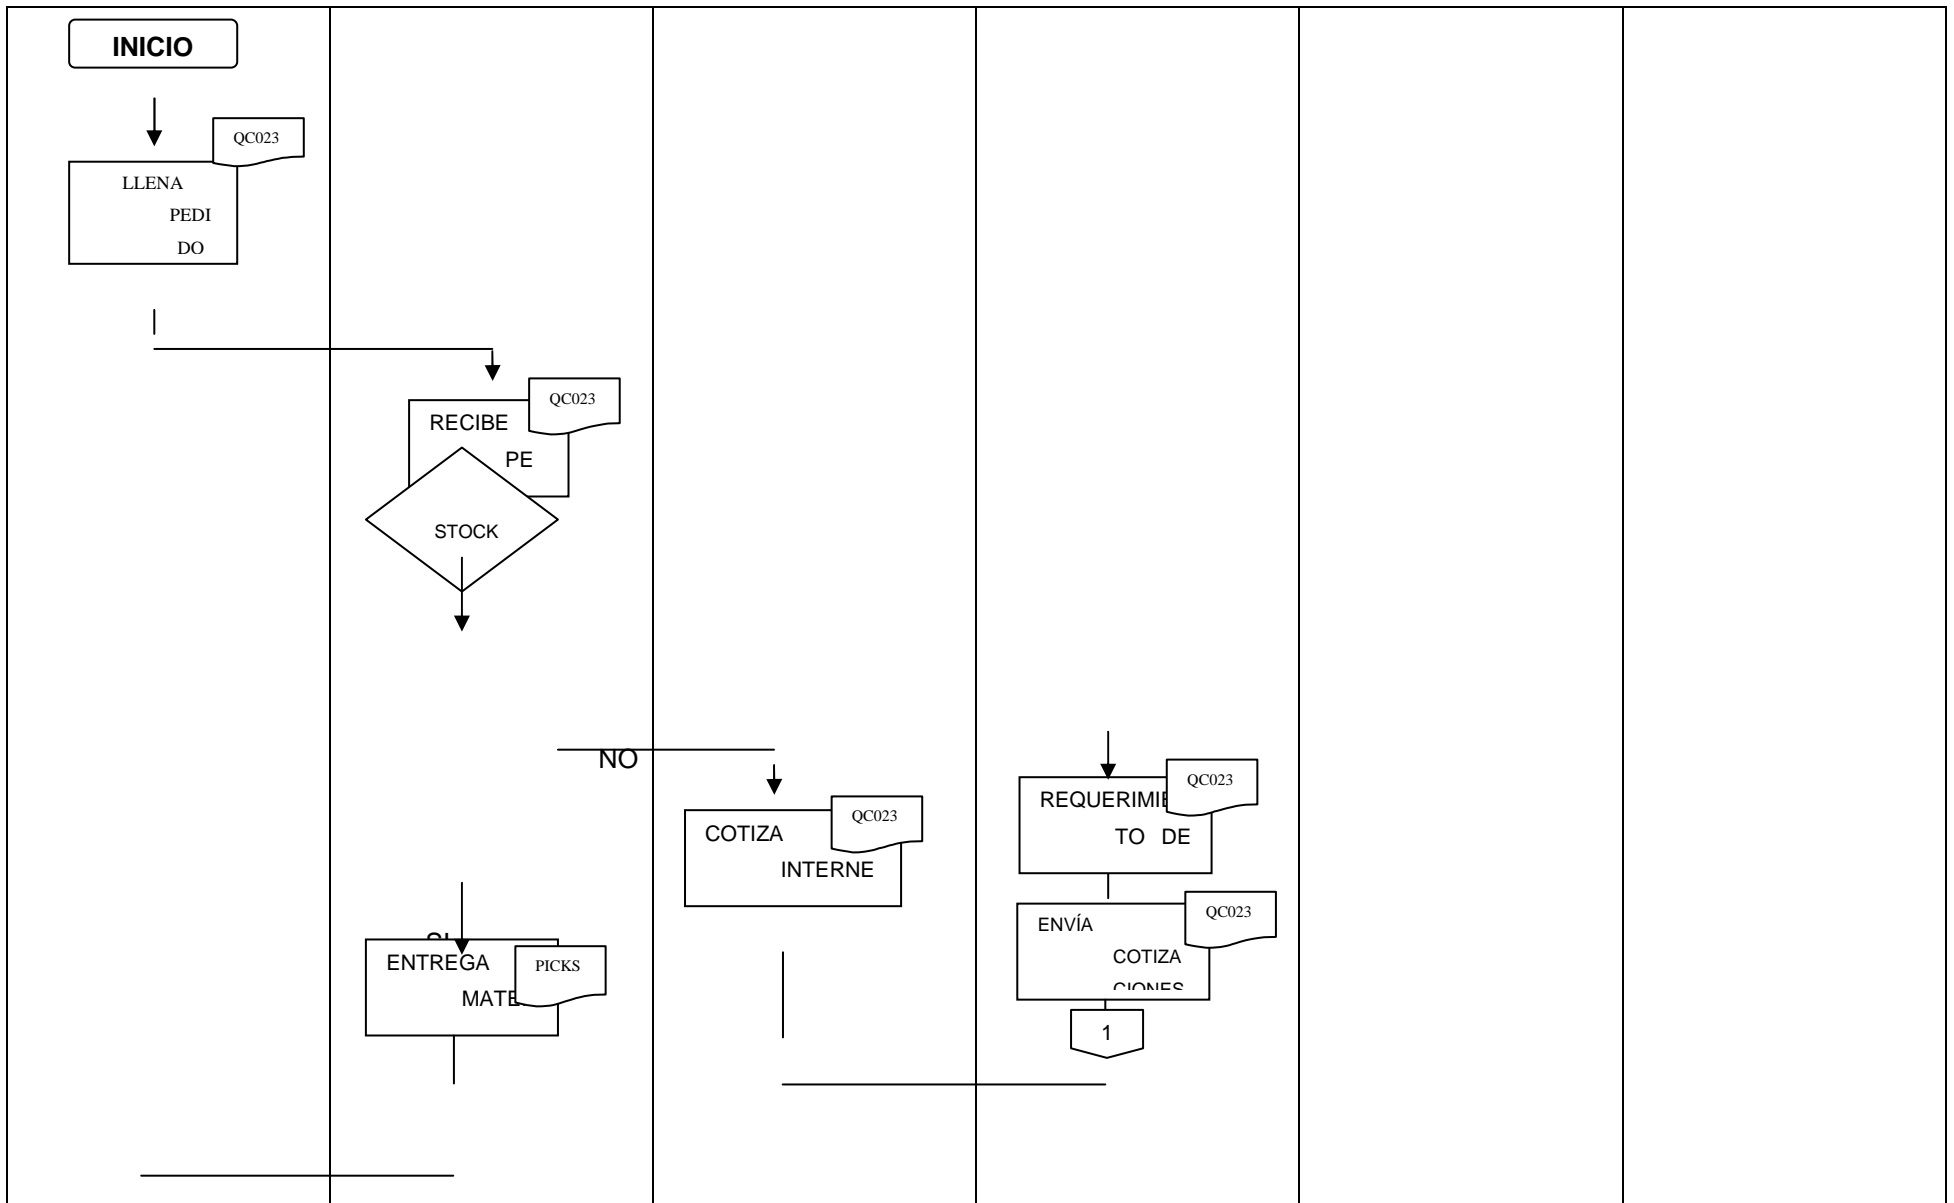 INICIO
QC023
LLENA
PEDI
DO
QC023
RECIBE
PE
STOCK
NO
QC023
COTIZA
INTERNE
QC023
REQUERIMIE
TO DE
QC023
ENVÍA
COTIZA
CIONES
1
ENTREGA
PICKS
MATE